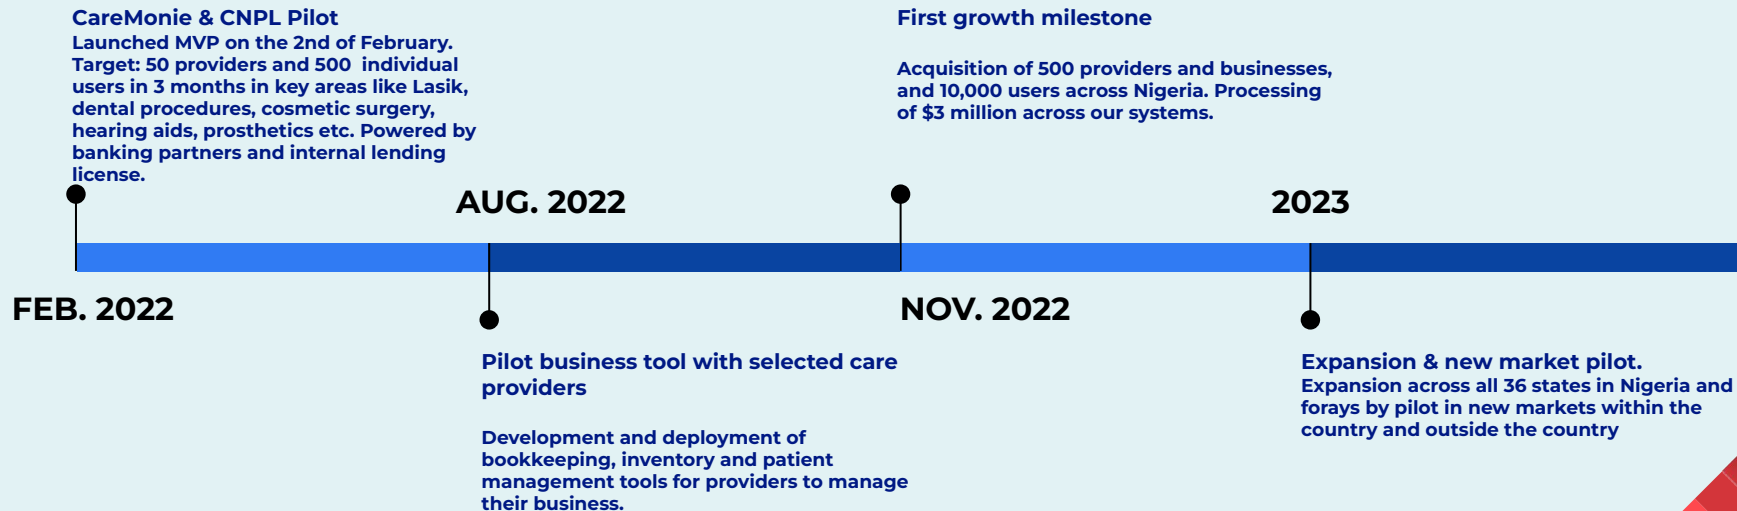 CareMonie & CNPL Pilot
Launched MVP on the 2nd of February.
Target: 50 providers and 500  individual
users in 3 months in key areas like Lasik,
dental procedures, cosmetic surgery,
hearing aids, prosthetics etc. Powered by
banking partners and internal lending
license.
FEB. 2022
AUG. 2022
Pilot business tool with selected care
providers
Development and deployment of
bookkeeping, inventory and patient
management tools for providers to manage
their business.
First growth milestone
Acquisition of 500 providers and businesses,
and 10,000 users across Nigeria. Processing
of $3 million across our systems.
NOV. 2022
2023
Expansion & new market pilot.
Expansion across all 36 states in Nigeria and
forays by pilot in new markets within the
country and outside the country